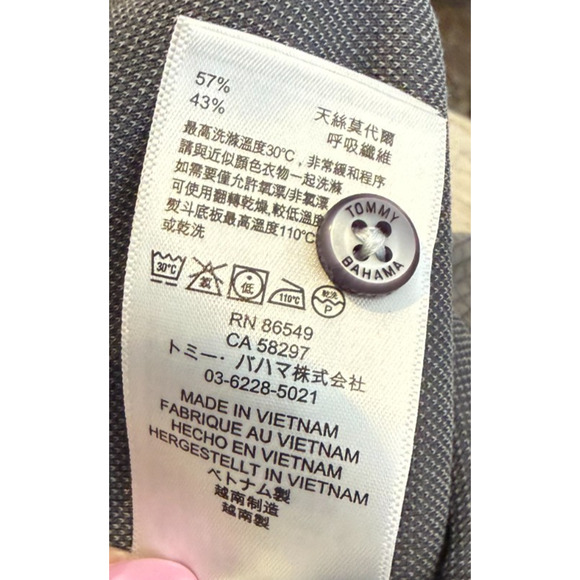 57%
43%
天絲莫代爾
呼吸纖維
最高洗滌溫度30℃，非常緩和程序
請與近似顏色衣物一起洗滌
如需要僅允許氧漂/非氯漂
可使用翻轉乾燥,較低溫度
熨斗底板最高溫度110℃
或乾洗
TOMMY
BAHAMA
30℃
低
110℃
乾洗
P
RN 86549
CA 58297
トミー・バハマ株式会社
03-6228-5021
MADE IN VIETNAM
FABRIQUE AU VIETNAM
HECHO EN VIETNAM
HERGESTELLT IN VIETNAM
ベトナム製
越南制造
越南製